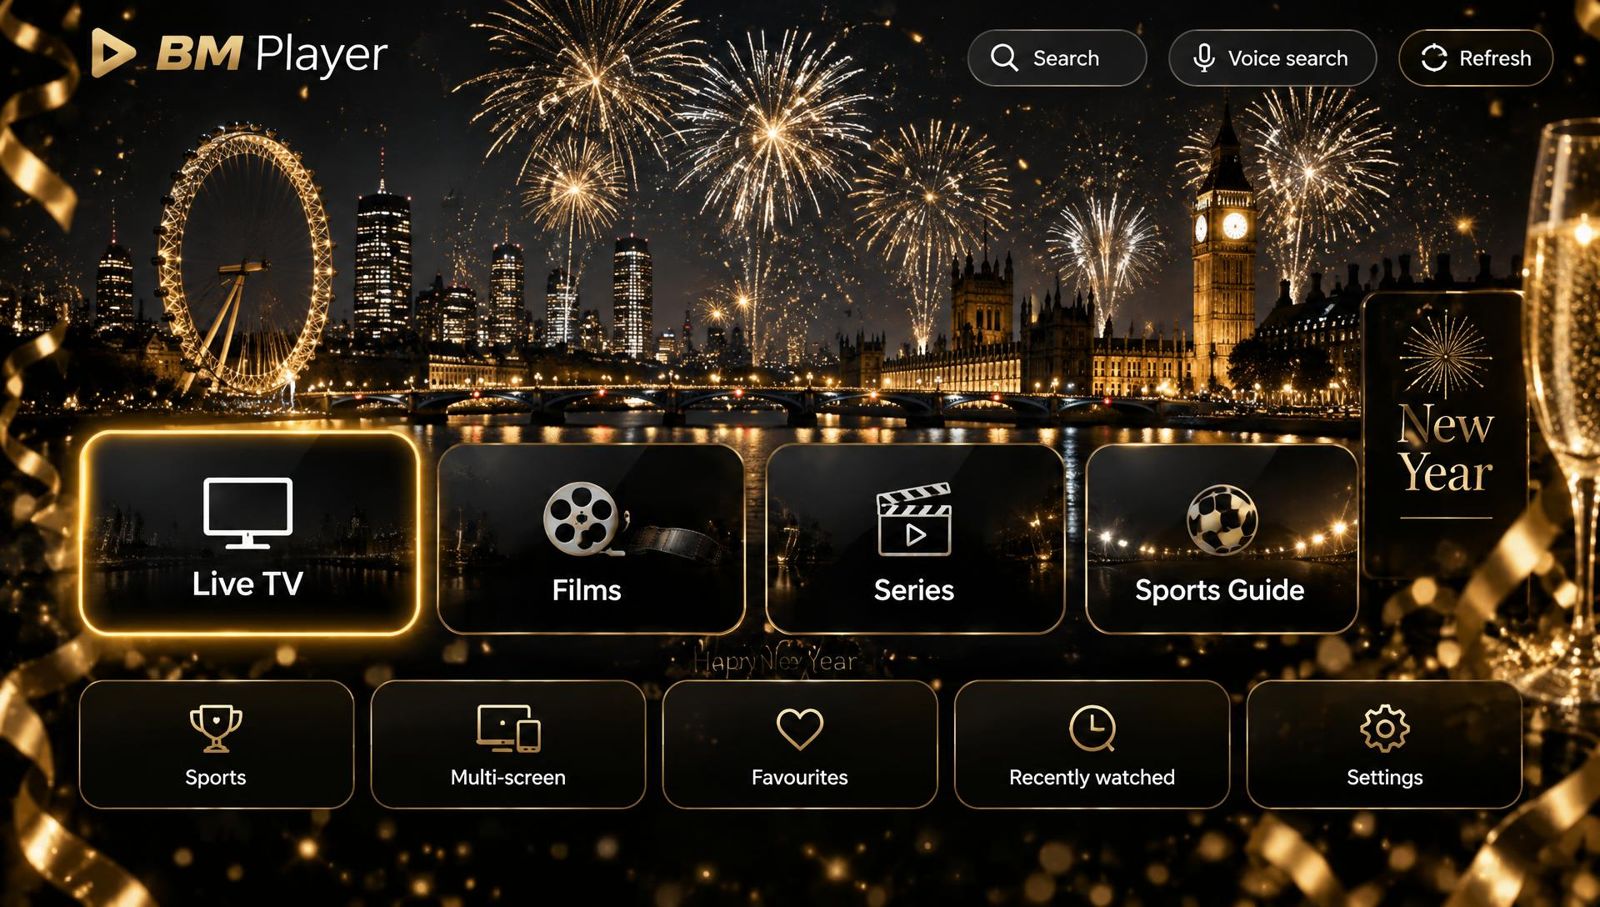 BM Player
Search
Voice search
Refresh
New
Year
Live TV
Films
Series
Sports Guide
Year
Sports
Multi-screen
Favourites
Recently watched
Settings